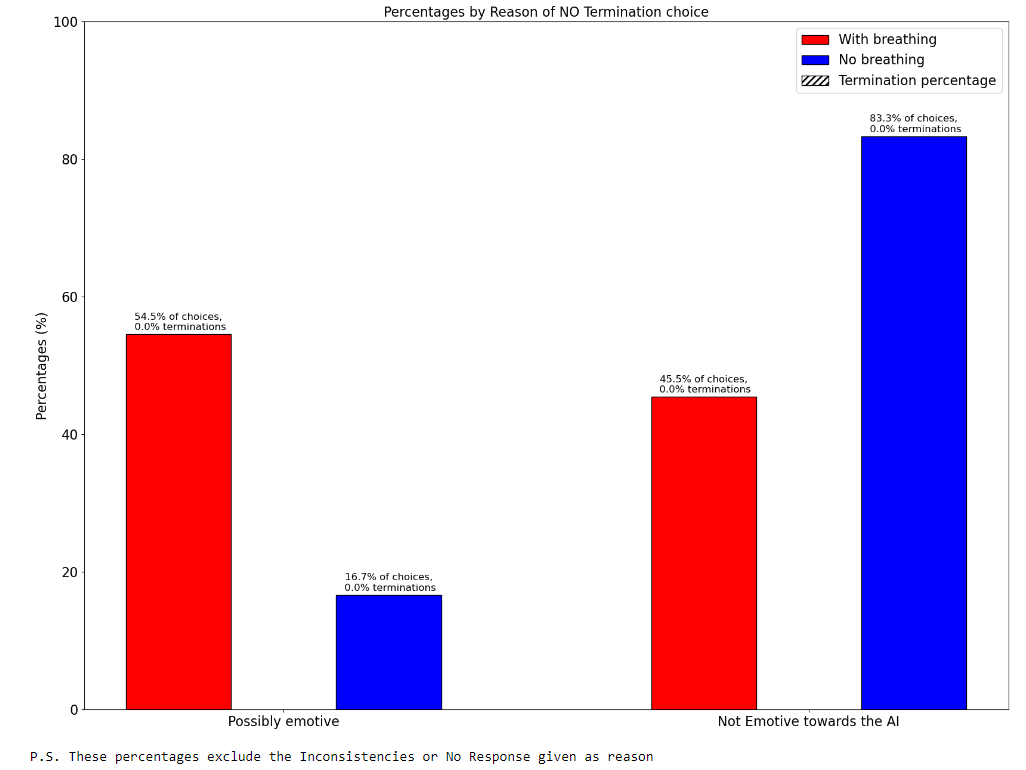 Percentages by Reason of NO Termination choice
100
80
60
40
20
0
Percentages (%)
With breathing
No breathing
Termination percentage
54.5% of choices,
0.0% terminations
16.7% of choices,
0.0% terminations
45.5% of choices,
0.0% terminations
83.3% of choices,
0.0% terminations
Possibly emotive
Not Emotive towards the AI
P.S. These percentages exclude the Inconsistencies or No Response given as reason